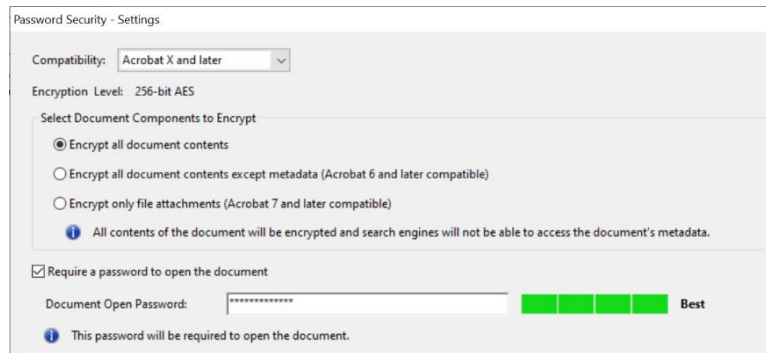 Password Security - Settings
Compatibility: Acrobat X and later
Encryption Level: 256-bit AES
Select Document Components to Encrypt
Encrypt all document contents
Encrypt all document contents except metadata (Acrobat 6 and later compatible)
Encrypt only file attachments (Acrobat 7 and later compatible)
All contents of the document will be encrypted and search engines will not be able to access the document's metadata.
Require a password to open the document
Document Open Password: ************* Best
This password will be required to open the document.